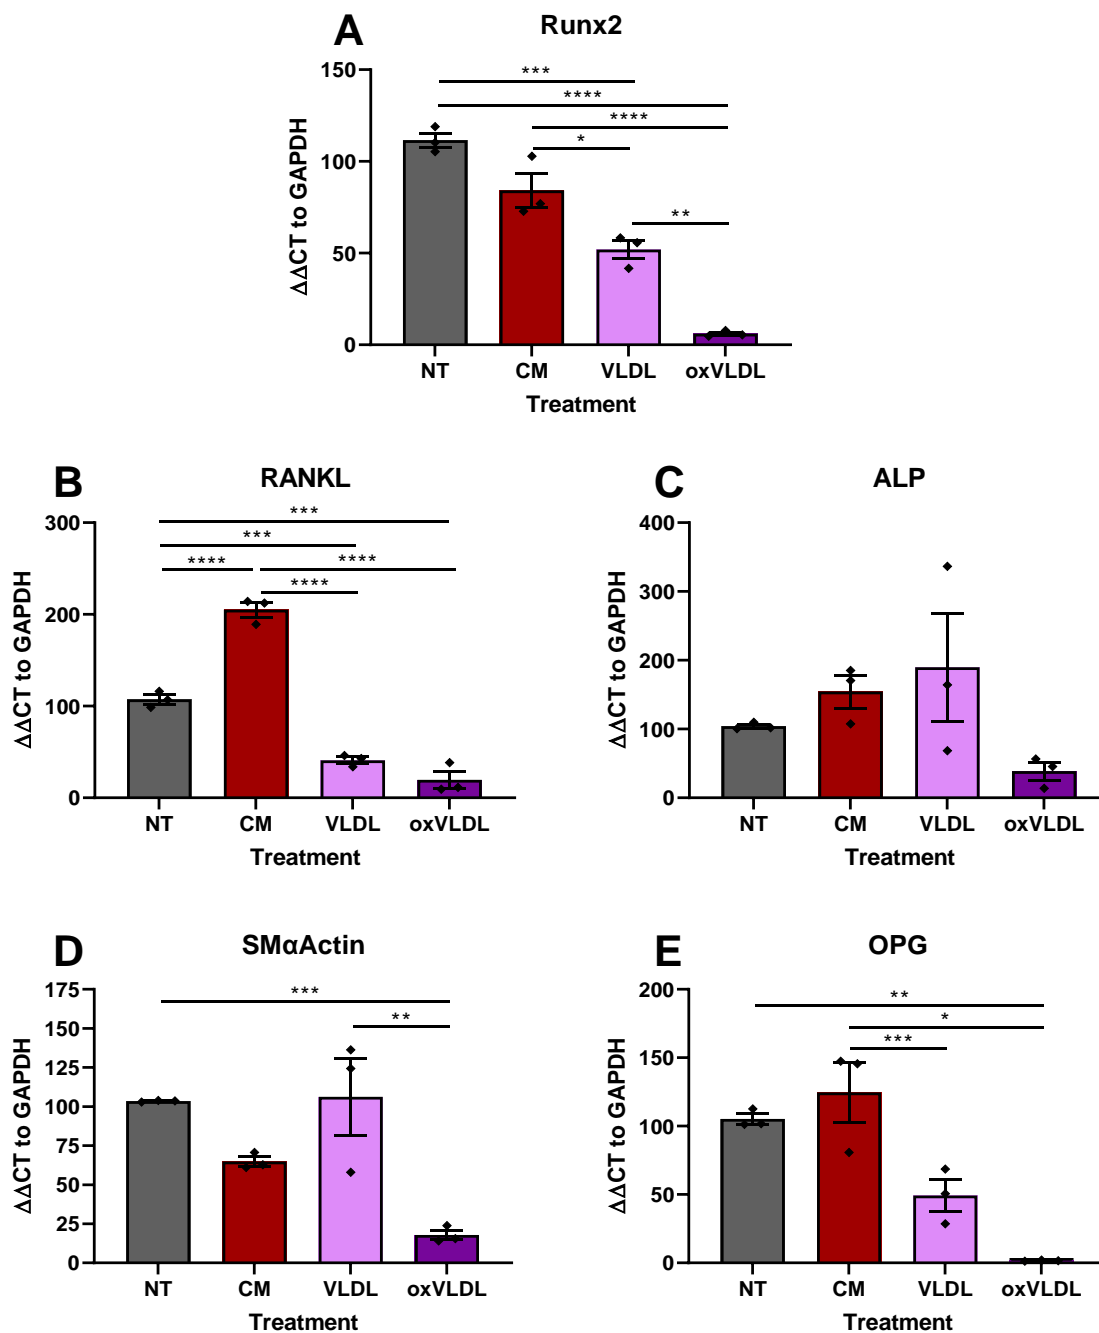 A
Runx2
ΔΔCT to GAPDH
150
100
50
0
***
****
****
*
**
NT CM VLDL oxVLDL
Treatment
B
RANKL
ΔΔCT to GAPDH
300
200
100
0
***
***
**** ****
****
NT CM VLDL oxVLDL
Treatment
C
ALP
ΔΔCT to GAPDH
400
300
200
100
0
NT CM VLDL oxVLDL
Treatment
D
SMαActin
ΔΔCT to GAPDH
175
150
125
100
75
50
25
0
***
**
NT CM VLDL oxVLDL
Treatment
E
OPG
ΔΔCT to GAPDH
200
150
100
50
0
**
*
***
NT CM VLDL oxVLDL
Treatment